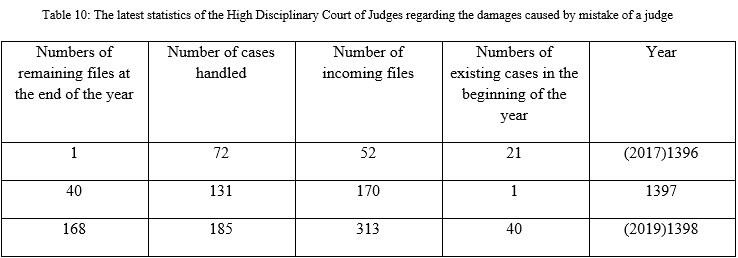 Table 10: The latest statistics of the High Disciplinary Court of Judges regarding the damages caused by mistake of a judge
Numbers of remaining files at the end of the year | Number of cases handled | Number of incoming files | Numbers of existing cases in the beginning of the year | Year
1 | 72 | 52 | 21 | (2017)1396
40 | 131 | 170 | 1 | 1397
168 | 185 | 313 | 40 | (2019)1398